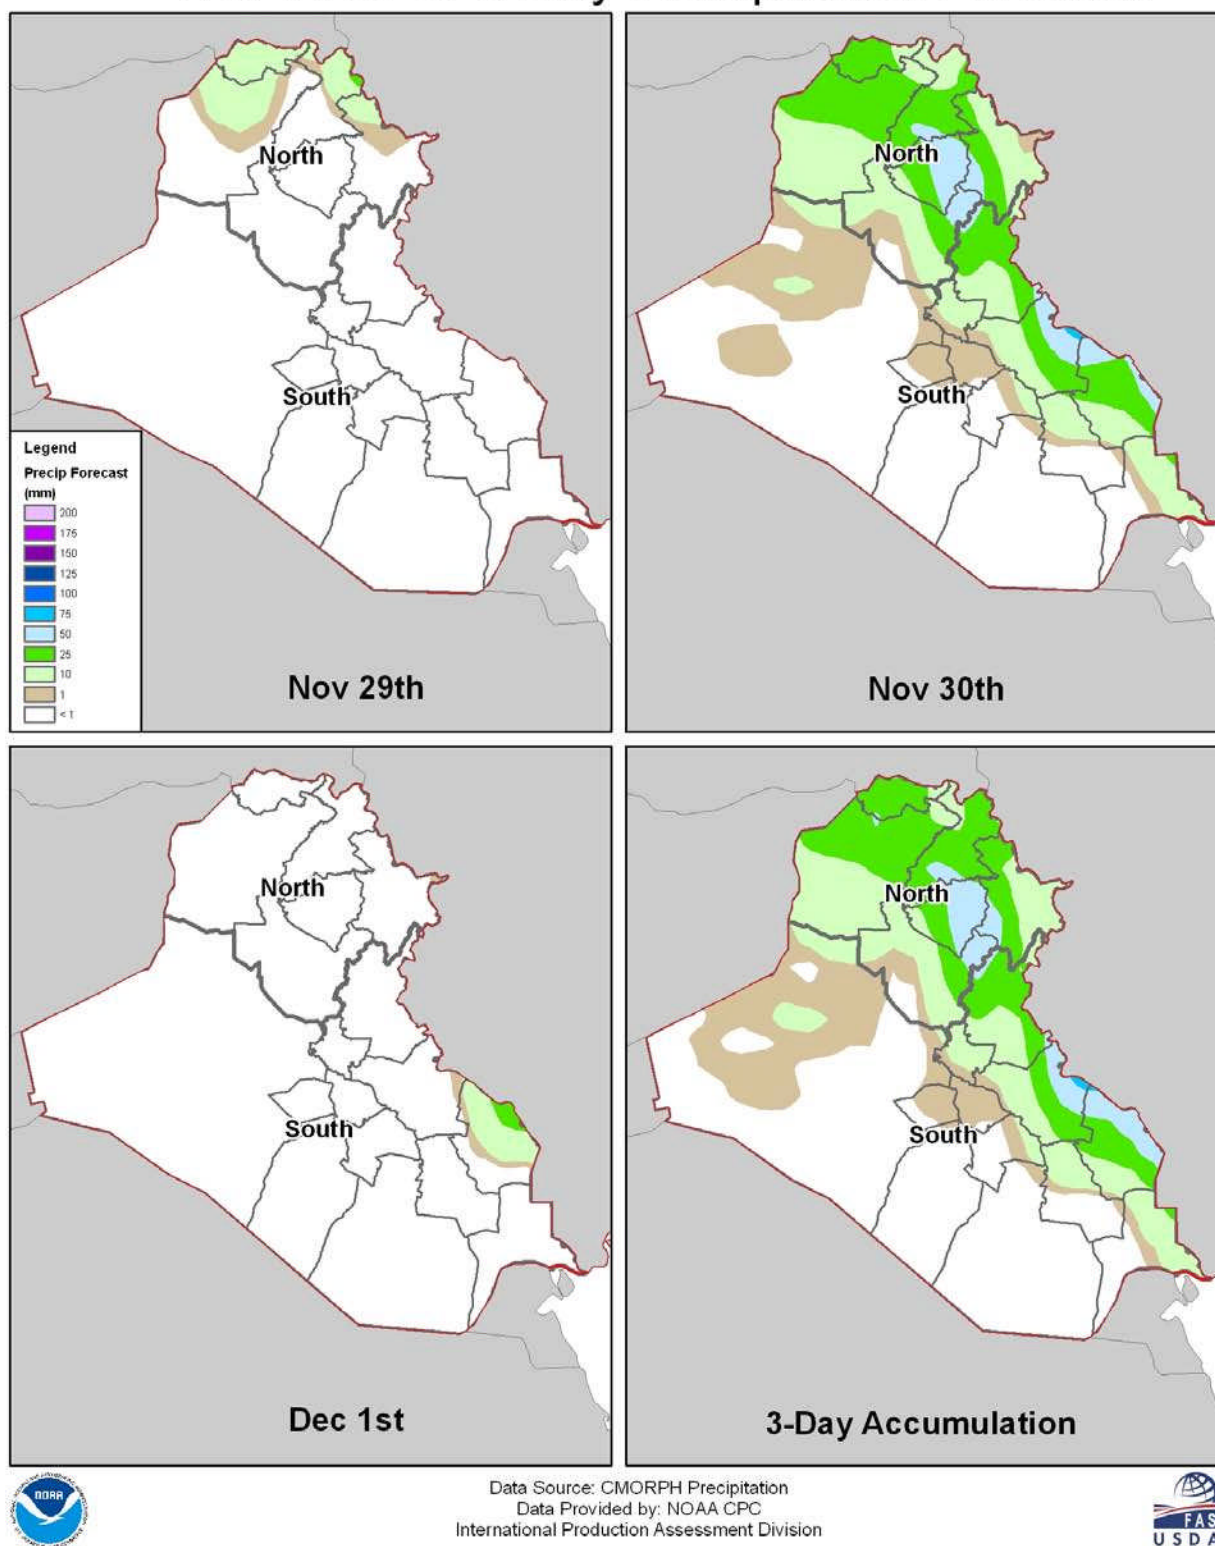 North
South
Legend
Precip Forecast
(mm)
200
175
150
125
100
75
50
25
10
1
< 1
Nov 29th
North
South
Nov 30th
North
South
Dec 1st
North
South
3-Day Accumulation
NOAA
Data Source: CMORPH Precipitation
Data Provided by: NOAA CPC
International Production Assessment Division
FAS
USDA